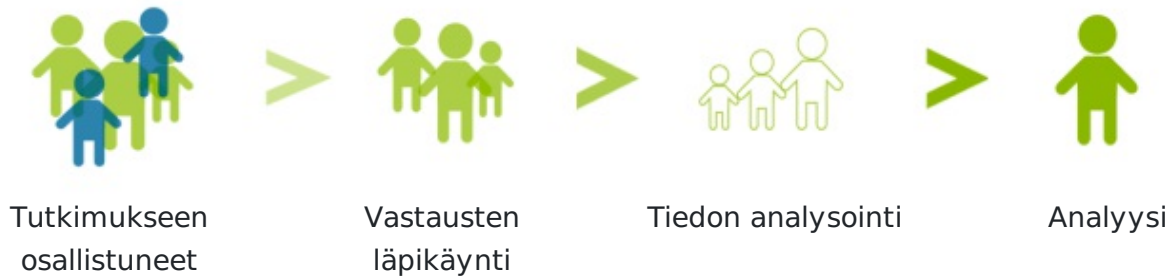 Tutkimukseen
osallistuneet
Vastausten
läpikäynti
Tiedon analysointi
Analyysi